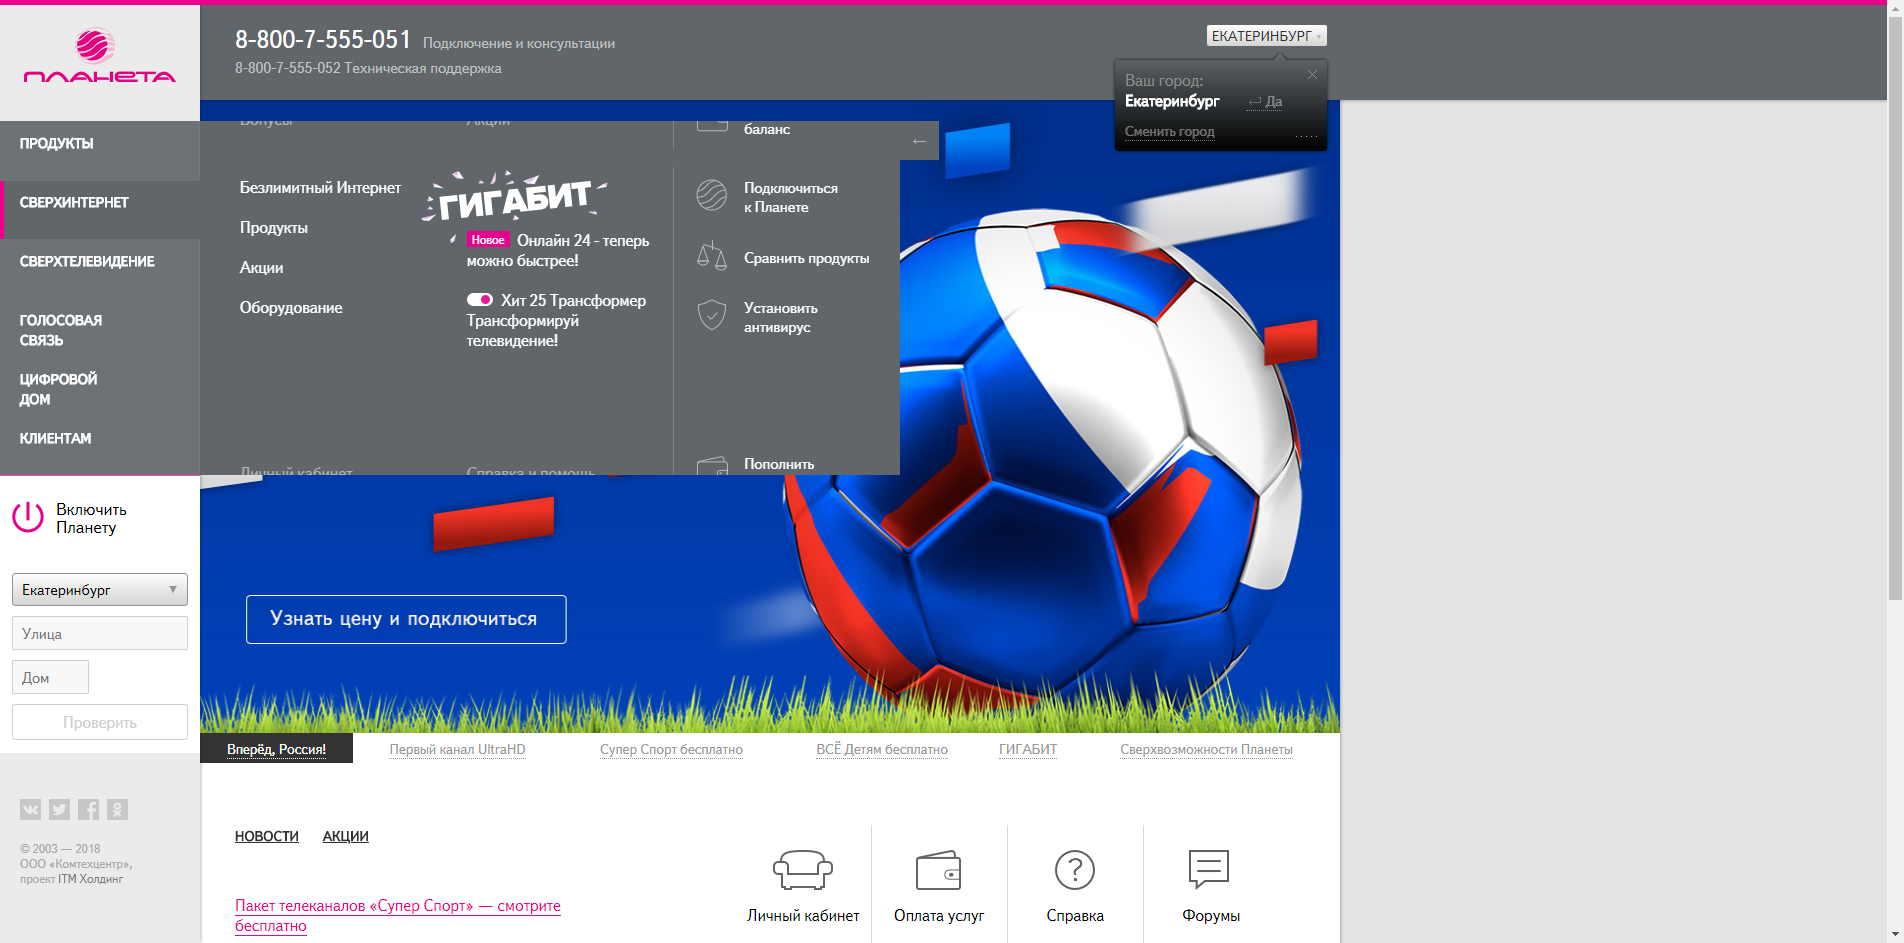 ПЛАНЕТА
8-800-7-555-051 Подключение и консультации
8-800-7-555-052 Техническая поддержка
ЕКАТЕРИНБУРГ
Ваш город:
Екатеринбург
Да
Сменить город
ПРОДУКТЫ
СВЕРХИНТЕРНЕТ
СВЕРХТЕЛЕВИДЕНИЕ
ГОЛОСОВАЯ
СВЯЗЬ
ЦИФРОВОЙ
ДОМ
КЛИЕНТАМ
Бонусы
Акции
баланс
Безлимитный Интернет
Продукты
Акции
Оборудование
ГИГАБИТ
Новое Онлайн 24 - теперь
можно быстрее!
Хит 25 Трансформер
Трансформируй
телевидение!
Подключиться
к Планете
Сравнить продукты
Установить
антивирус
Личный кабинет
Справка и помощь
Пополнить
Включить
Планету
Екатеринбург
Улица
Дом
Проверить
Узнать цену и подключиться
Вперёд, Россия!
Первый канал UltraHD
Супер Спорт бесплатно
ВСЁ Детям бесплатно
ГИГАБИТ
Сверхвозможности Планеты
© 2003 — 2018
ООО «Комтехцентр»,
проект ITM Холдинг
НОВОСТИ
АКЦИИ
Пакет телеканалов «Супер Спорт» — смотрите
бесплатно
Личный кабинет
Оплата услуг
Справка
Форумы